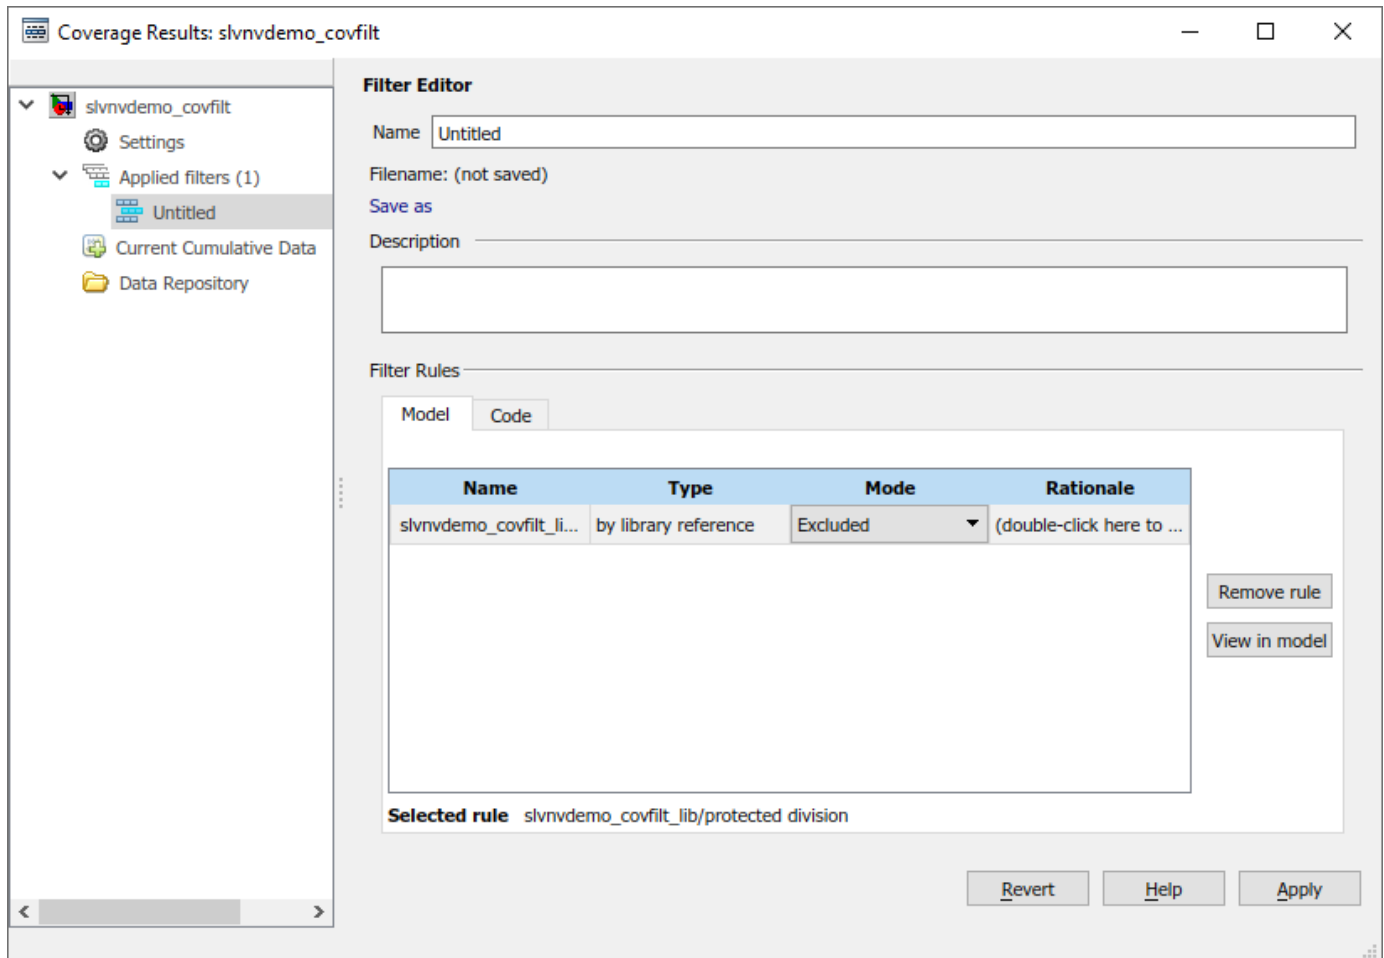 Coverage Results: slvnvdemo_covfilt
slvnvdemo_covfilt
Settings
Applied filters (1)
Untitled
Current Cumulative Data
Data Repository
Filter Editor
Name Untitled
Filename: (not saved)
Save as
Description
Filter Rules
Model Code
Name Type Mode Rationale
slvnvdemo_covfilt_li... by library reference Excluded (double-click here to ...
Remove rule
View in model
Selected rule slvnvdemo_covfilt_lib/protected division
Revert Help Apply